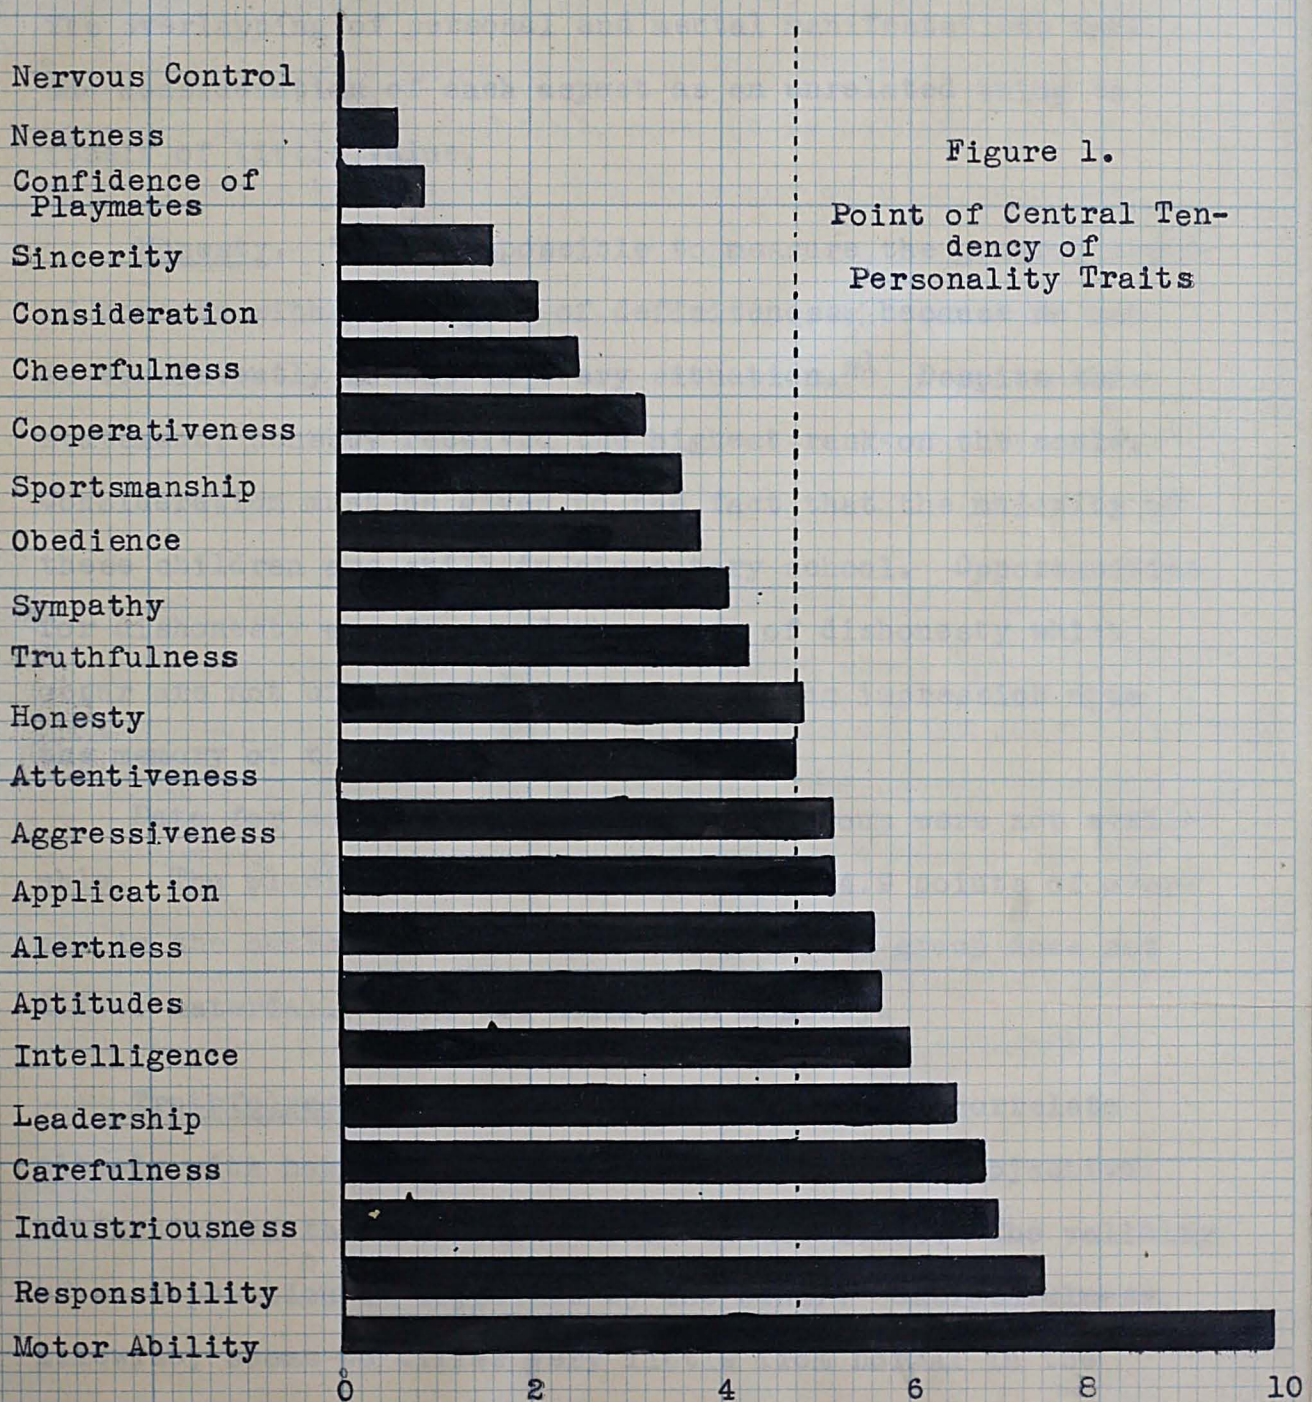 Nervous Control
Neatness
Confidence of
Playmates
Sincerity
Consideration
Cheerfulness
Cooperativeness
Sportsmanship
Obedience
Sympathy
Truthfulness
Honesty
Attentiveness
Aggressiveness
Application
Alertness
Aptitudes
Intelligence
Leadership
Carefulness
Industriousness
Responsibility
Motor Ability
0 2 4 6 8 10
Figure 1.
Point of Central Ten-
dency of
Personality Traits